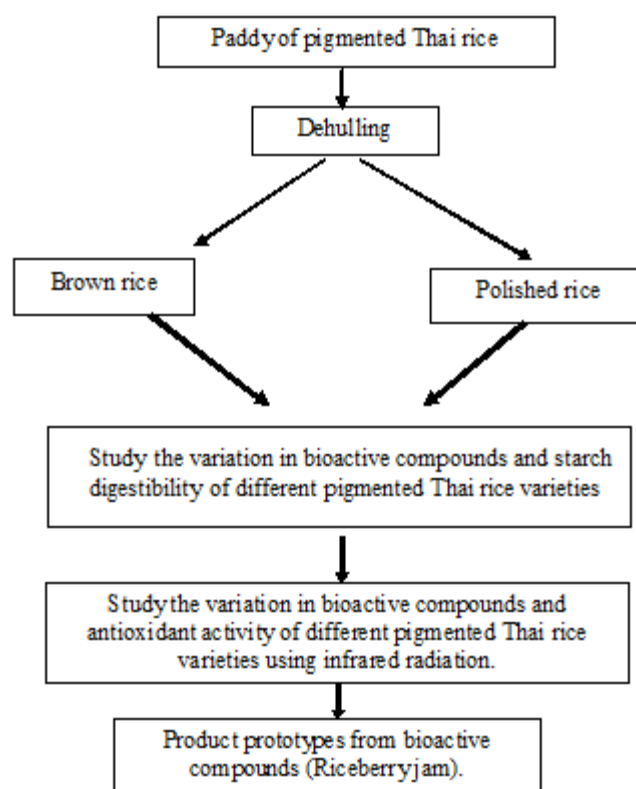 Paddy of pigmented Thai rice
Dehulling
Brown rice
Polished rice
Study the variation in bioactive compounds and starch
digestibility of different pigmented Thai rice varieties
Study the variation in bioactive compounds and
antioxidant activity of different pigmented Thai rice
varieties using infrared radiation.
Product prototypes from bioactive
compounds (Riceberry jam).